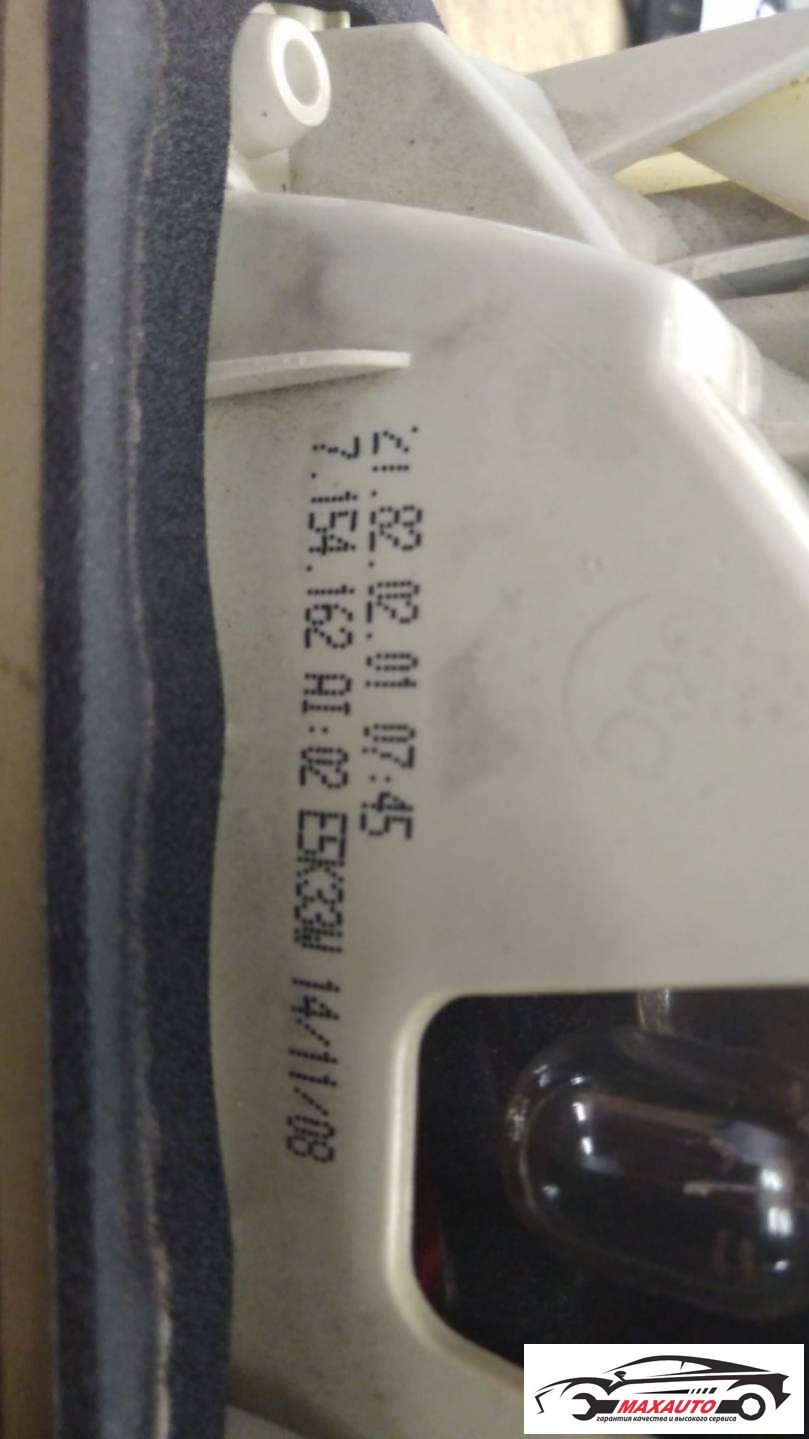 21.82.02.01 07:45
7.154.162 AI:02 E5K33W 14/11/08
MAXAUTO
гарантия качества и высокого сервиса